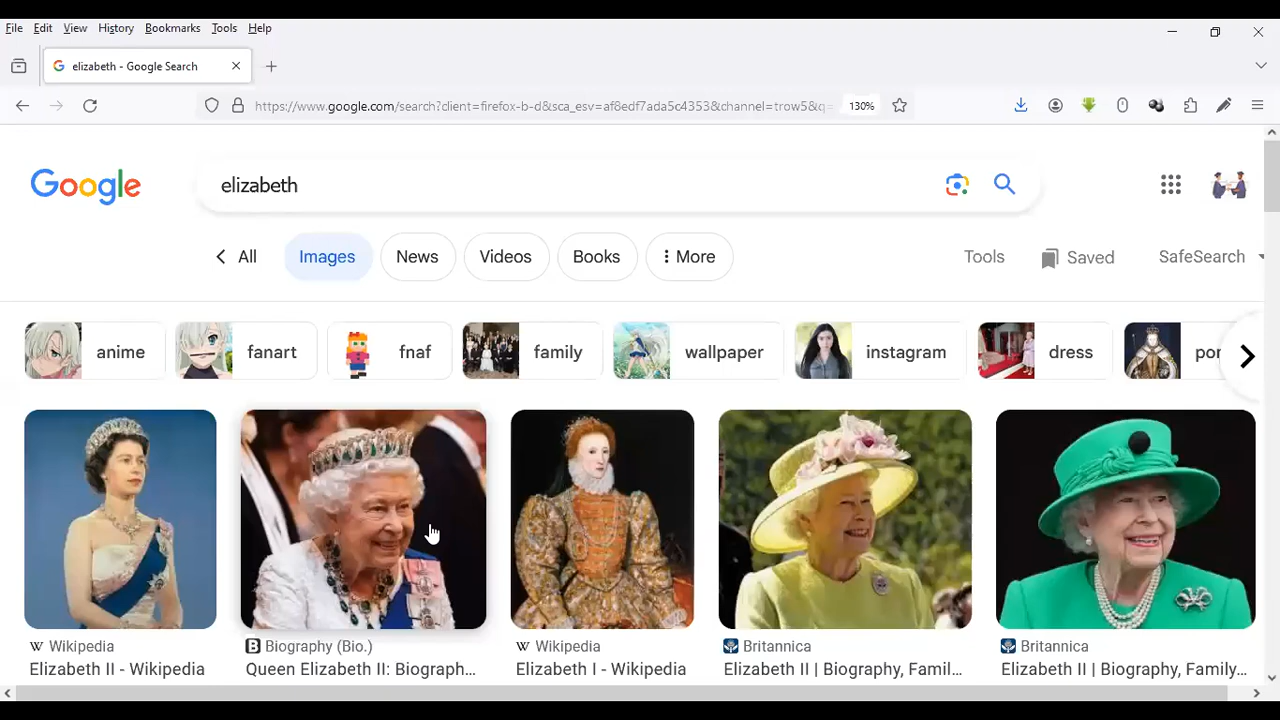 File Edit View History Bookmarks Tools Help
elizabeth - Google Search
https://www.google.com/search?client=firefox-b-d&sca_esv=af8edf7ada5c4353&channel=trow5&q= 130%
Google elizabeth
All Images News Videos Books More Tools Saved SafeSearch
anime fanart fnaf family wallpaper instagram dress por
Wikipedia Biography (Bio.) Wikipedia Britannica Britannica
Elizabeth II - Wikipedia Queen Elizabeth II: Biograph... Elizabeth I - Wikipedia Elizabeth II | Biography, Famil... Elizabeth II | Biography, Family...